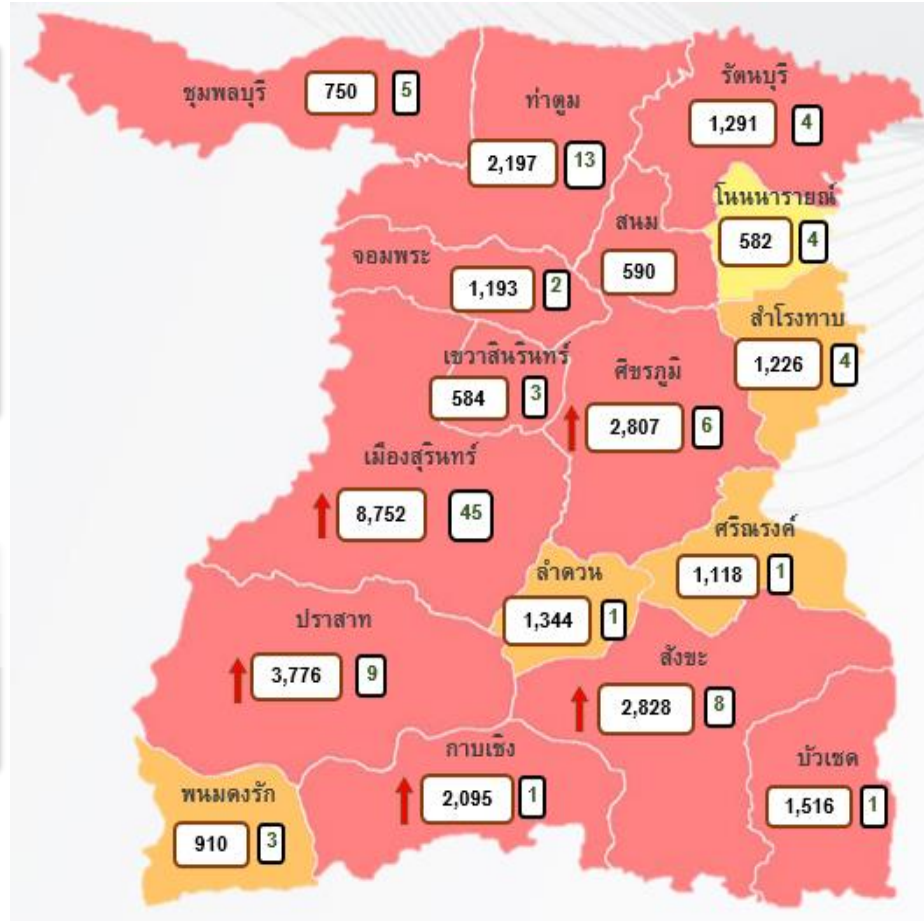 ชุมพลบุรี
750
5
ท่าตูม
2,197
13
รัตนบุรี
1,291
4
โนนนารายณ์
582
4
สนม
590
จอมพระ
1,193
2
สำโรงทาบ
1,226
4
เขวาสินรินทร์
584
3
ศีขรภูมิ
2,807
6
เมืองสุรินทร์
8,752
45
ศรีณรงค์
1,118
1
ลำดวน
1,344
1
ปราสาท
3,776
9
สังขะ
2,828
8
กาบเชิง
2,095
1
บัวเชด
1,516
1
พนมดงรัก
910
3